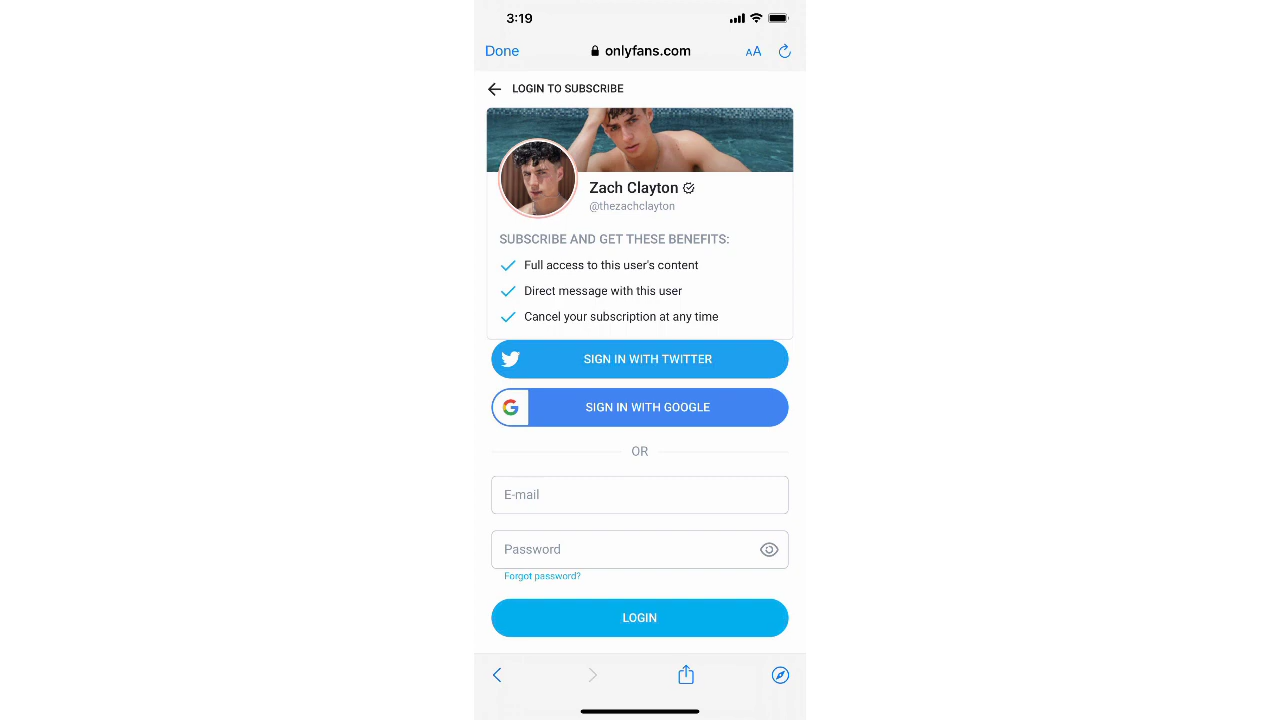 3:19
Done
onlyfans.com
AA
LOGIN TO SUBSCRIBE
Zach Clayton
@thezachclayton
SUBSCRIBE AND GET THESE BENEFITS:
Full access to this user's content
Direct message with this user
Cancel your subscription at any time
SIGN IN WITH TWITTER
G
SIGN IN WITH GOOGLE
OR
E-mail
Password
Forgot password?
LOGIN